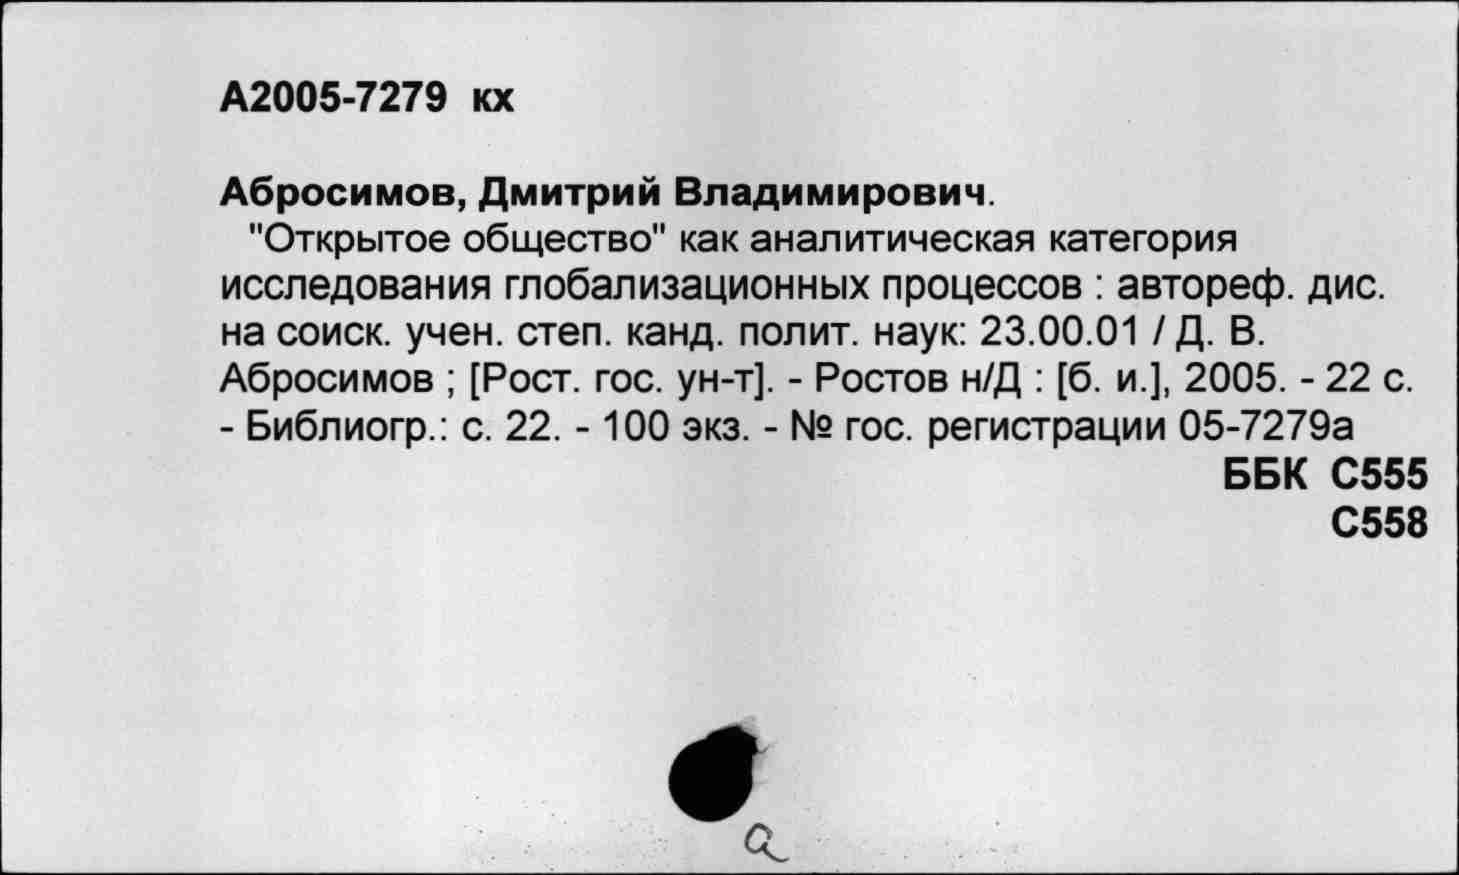 А2005-7279 кх
Абросимов, Дмитрий Владимирович.
"Открытое общество" как аналитическая категория
исследования глобализационных процессов : автореф. дис.
на соиск. учен. степ. канд. полит. наук: 23.00.01 / Д. В.
Абросимов ; [Рост. гос. ун-т]. - Ростов н/Д : [б. и.], 2005. - 22 с.
- Библиогр.: с. 22. - 100 экз. - № гос. регистрации 05-7279а
ББК С555
С558
а